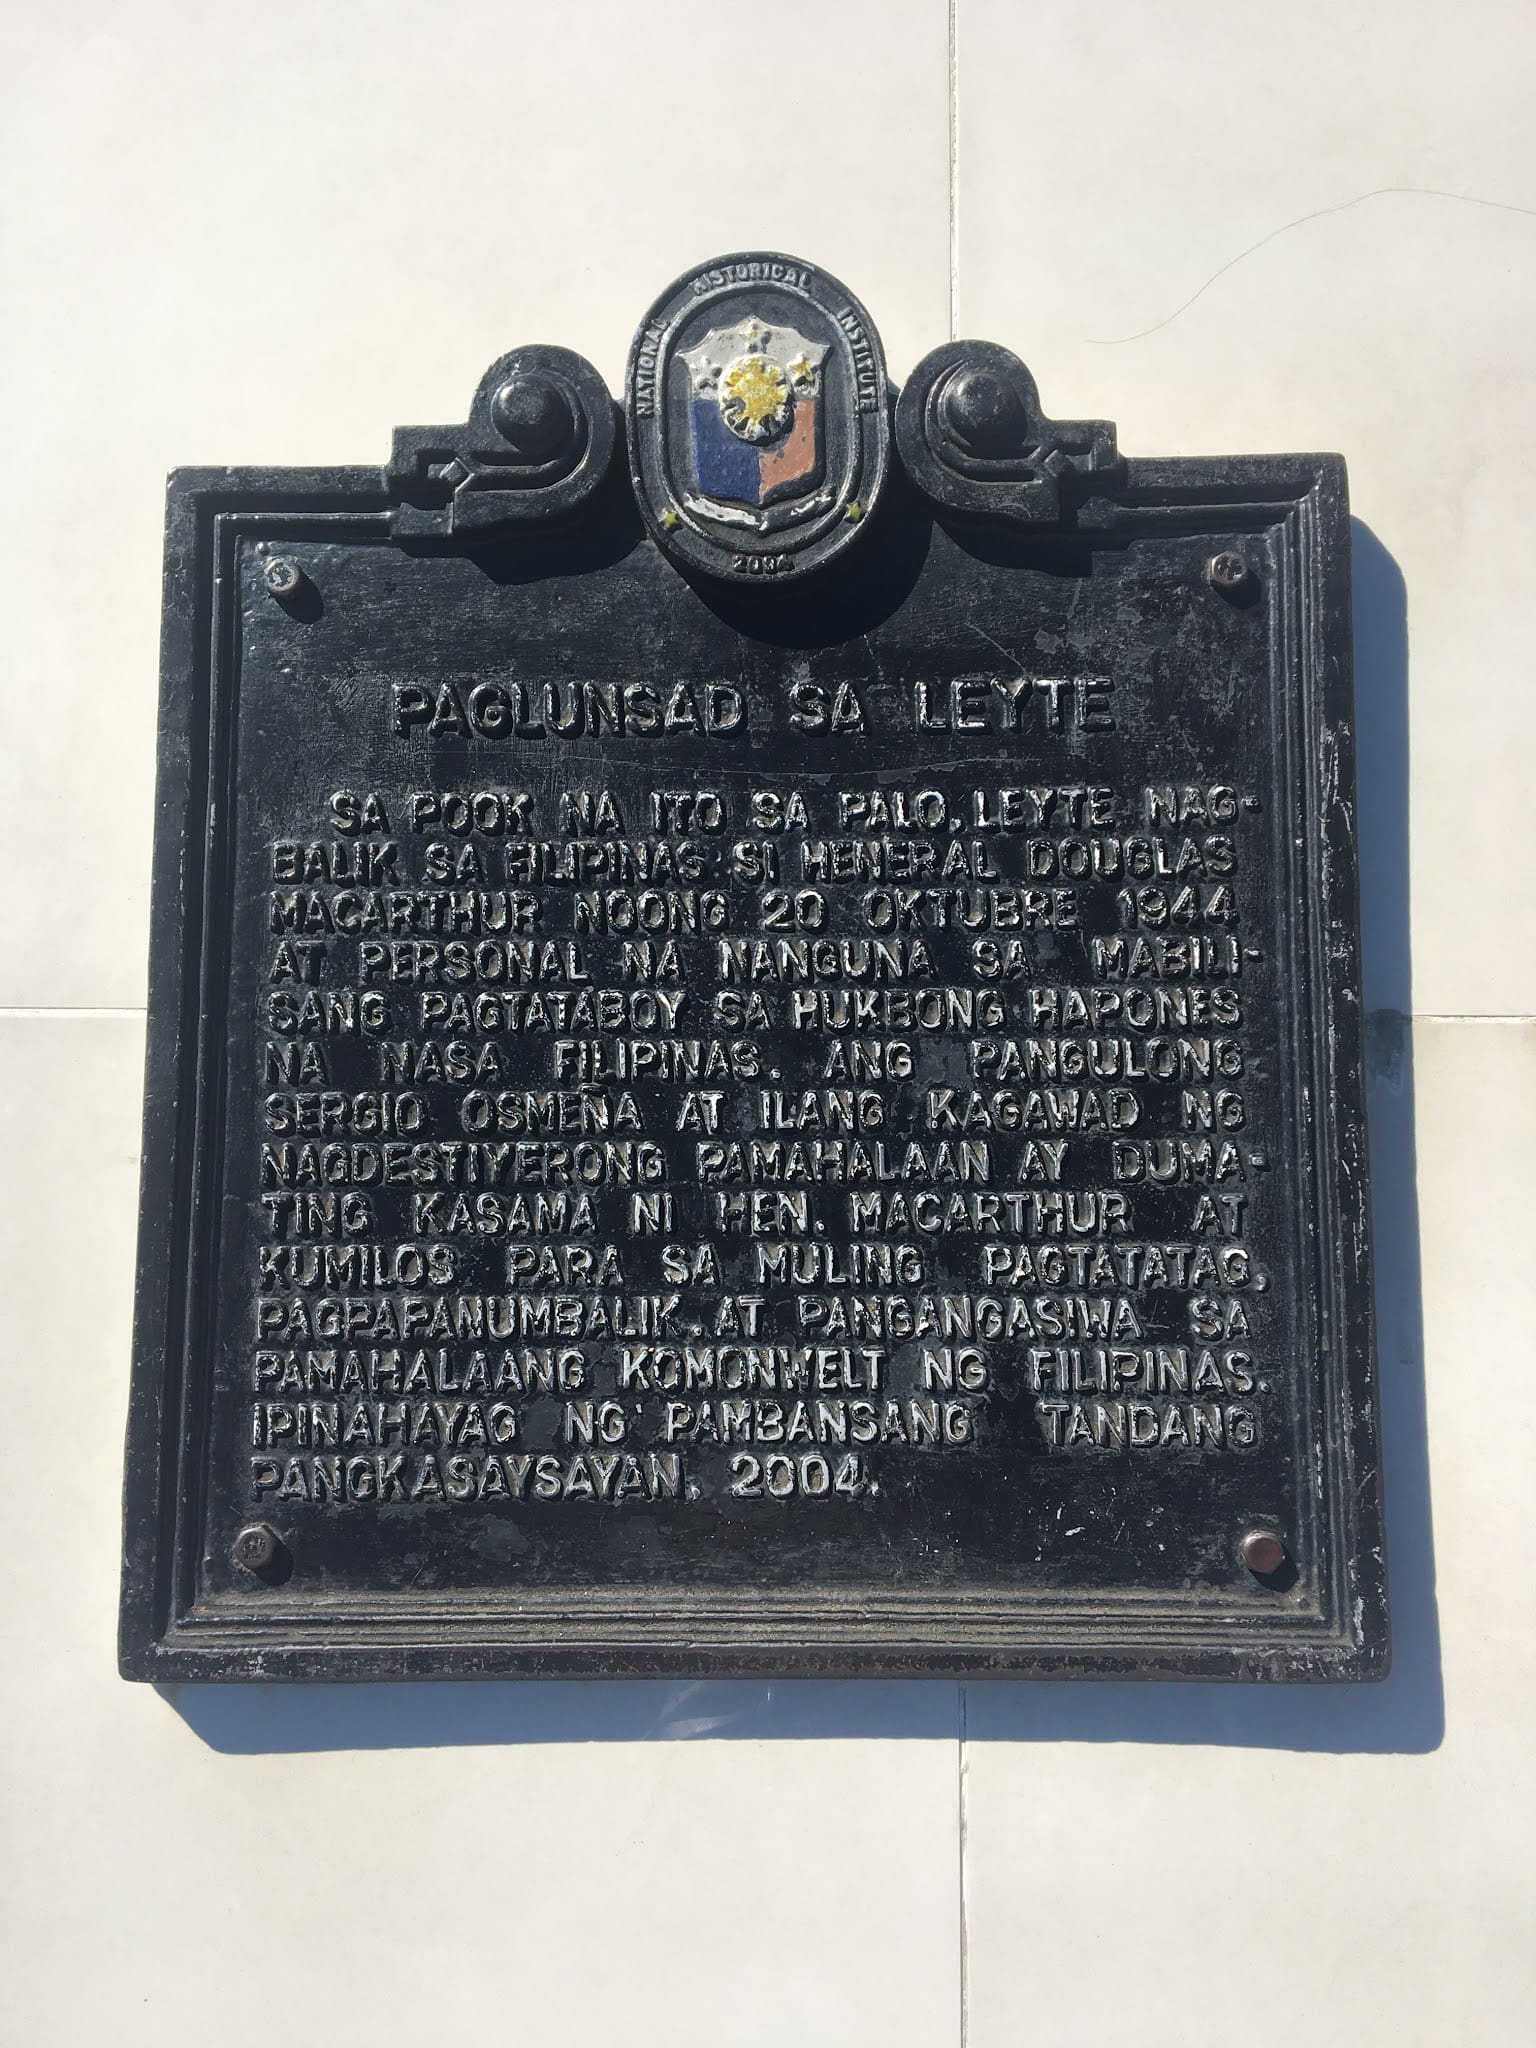 NATIONAL HISTORICAL INSTITUTE
2004
PAGLUNSAD SA LEYTE
SA POOK NA ITO SA PALO, LEYTE NAG-
BALIK SA FILIPINAS SI HENERAL DOUGLAS
MACARTHUR NOONG 20 OKTUBRE 1944
AT PERSONAL NA NANGUNA SA MABILI-
SANG PAGTATABOY SA HUKBONG HAPONES
NA NASA FILIPINAS. ANG PANGULONG
SERGIO OSMEÑA AT ILANG KAGAWAD NG
NAGDESTIYERONG PAMAHALAAN AY DUMA-
TING KASAMA NI HEN. MACARTHUR AT
KUMILOS PARA SA MULING PAGTATATAG,
PAGPAPANUMBALIK, AT PANGANGASIWA SA
PAMAHALAANG KOMONWELT NG FILIPINAS.
IPINAHAYAG NG PAMBANSANG TANDANG
PANGKASAYSAYAN, 2004.